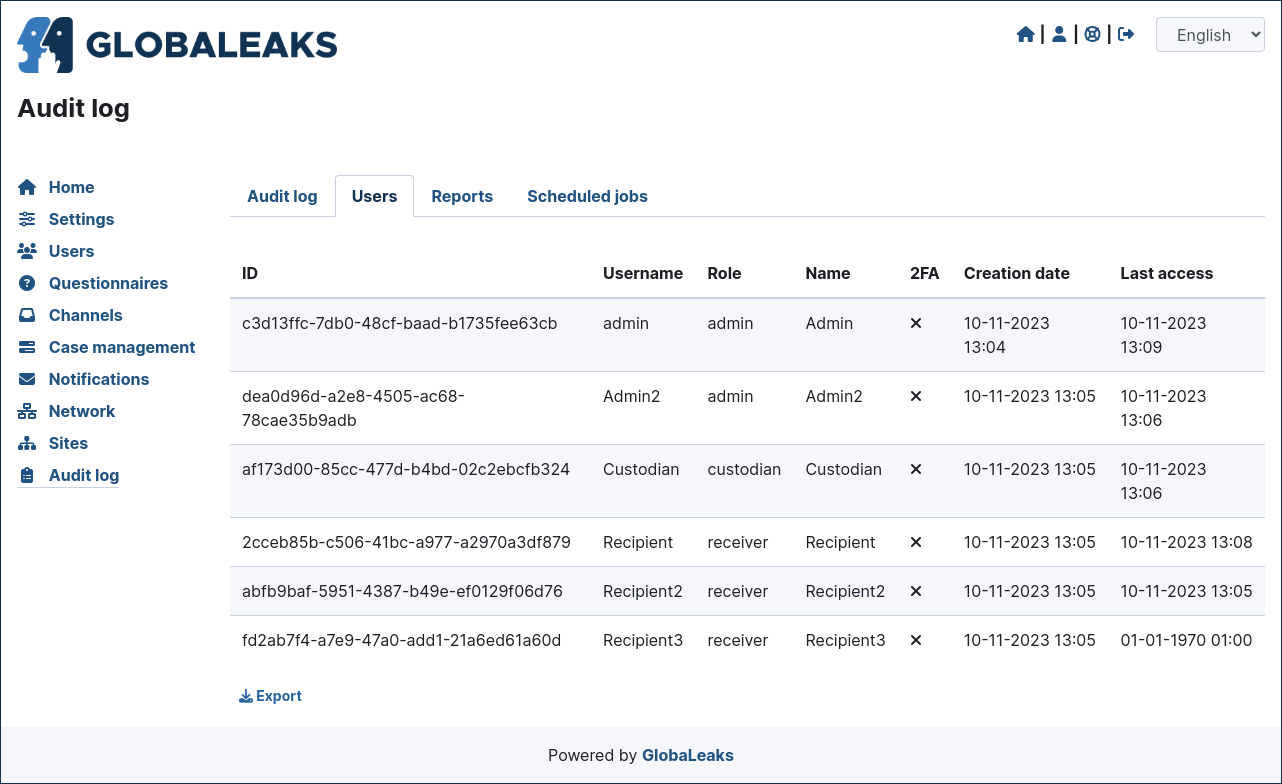 GLOBALEAKS
| | | English
Audit log
Home
Settings
Users
Questionnaires
Channels
Case management
Notifications
Network
Sites
Audit log
Audit log Users Reports Scheduled jobs
ID Username Role Name 2FA Creation date Last access
c3d13ffc-7db0-48cf-baad-b1735fee63cb admin admin Admin 10-11-2023 10-11-2023
13:04 13:09
dea0d96d-a2e8-4505-ac68- Admin2 admin Admin2 10-11-2023 13:05 10-11-2023
78cae35b9adb 13:06
af173d00-85cc-477d-b4bd-02c2ebcfb324 Custodian custodian Custodian 10-11-2023 13:05 10-11-2023
13:06
2cceb85b-c506-41bc-a977-a2970a3df879 Recipient receiver Recipient 10-11-2023 13:05 10-11-2023 13:08
abfb9baf-5951-4387-b49e-ef0129f06d76 Recipient2 receiver Recipient2 10-11-2023 13:05 10-11-2023 13:05
fd2ab7f4-a7e9-47a0-add1-21a6ed61a60d Recipient3 receiver Recipient3 10-11-2023 13:05 01-01-1970 01:00
Export
Powered by GlobaLeaks